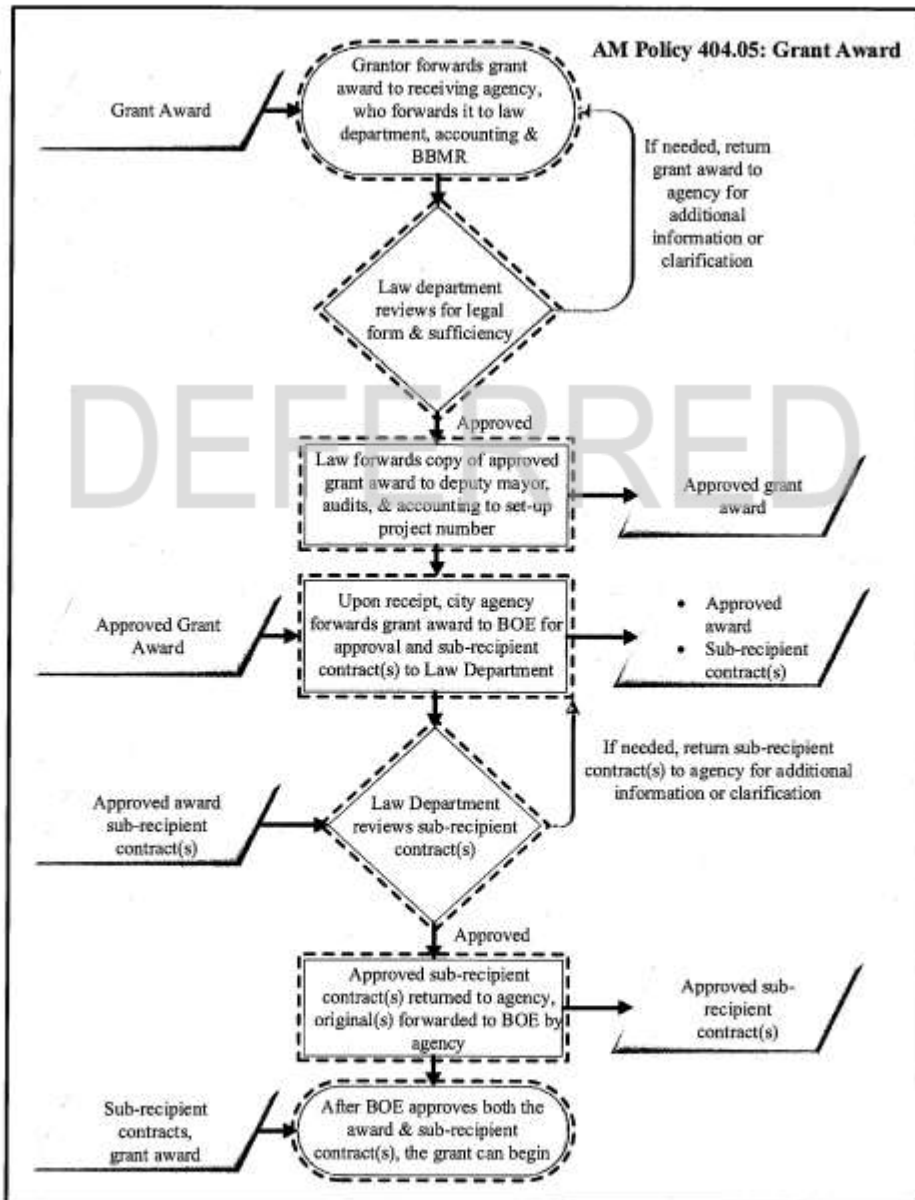 AM Policy 404.05: Grant Award
Grant Award
Grantor forwards grant
award to receiving agency,
who forwards it to law
department, accounting &
BBMR
If needed, return
grant award to
agency for
additional
information or
clarification
Law department
reviews for legal
form & sufficiency
DEFERRED
Approved
Law forwards copy of approved
grant award to deputy mayor,
audits, & accounting to set-up
project number
Approved grant
award
Approved Grant
Award
Upon receipt, city agency
forwards grant award to BOE for
approval and sub-recipient
contract(s) to Law Department
• Approved
award
• Sub-recipient
contract(s)
If needed, return sub-recipient
contract(s) to agency for additional
information or clarification
Approved award
sub-recipient
contract(s)
Law Department
reviews sub-recipient
contract(s)
Approved
Approved sub-recipient
contract(s) returned to agency,
original(s) forwarded to BOE by
agency
Approved sub-
recipient
contract(s)
Sub-recipient
contracts,
grant award
After BOE approves both the
award & sub-recipient
contract(s), the grant can begin